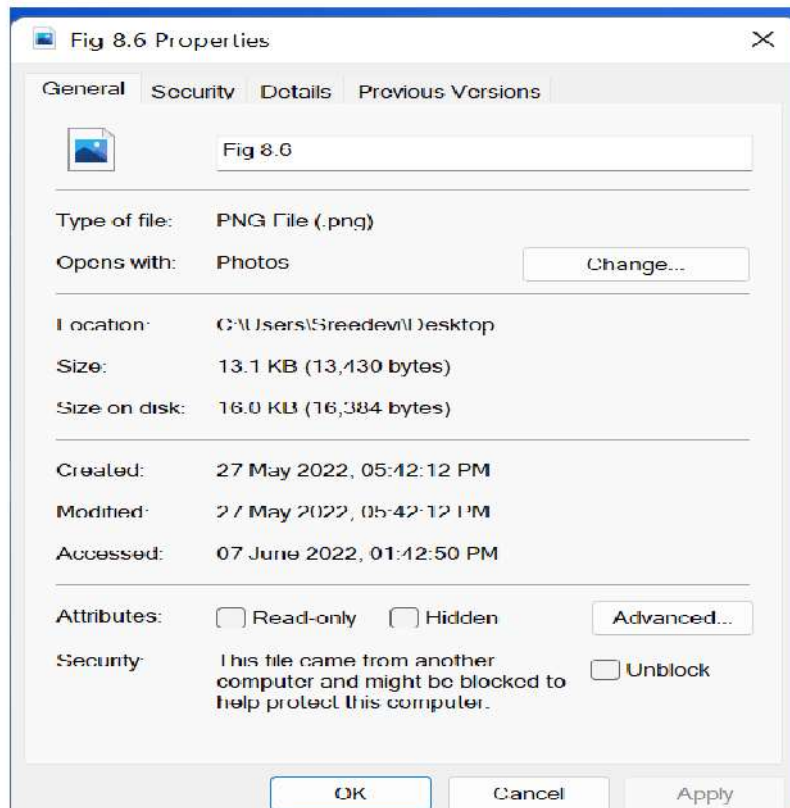 Fig 8.6 Properties
General Security Details Previous Versions
Fig 8.6
Type of file: PNG File (.png)
Opens with: Photos Change...
Location: C:\Users\Sreedevi\Desktop
Size: 13.1 KB (13,430 bytes)
Size on disk: 16.0 KB (16,384 bytes)
Created: 27 May 2022, 05:42:12 PM
Modified: 27 May 2022, 05:42:12 PM
Accessed: 07 June 2022, 01:42:50 PM
Attributes: Read-only Hidden Advanced...
Security: This file came from another
computer and might be blocked to
help protect this computer.
Unblock
OK Cancel Apply